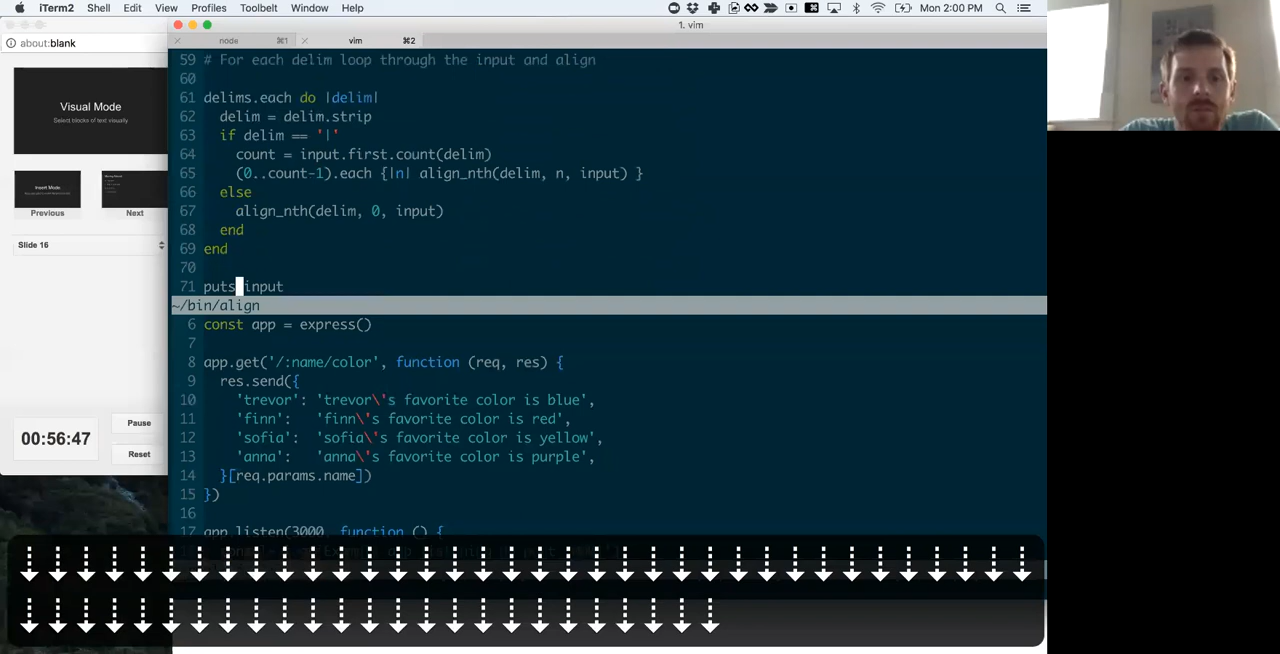 iTerm2 Shell Edit View Profiles Toolbelt Window Help Mon 2:00 PM
1. vim
node ⌘1 vim ⌘2
about:blank
Visual Mode
Select blocks of text visually
Insert Mode
Previous Next
Slide 16
00:56:47
Pause
Reset
59 # For each delim loop through the input and align
60
61 delims.each do |delim|
62 delim = delim.strip
63 if delim == '|'
64 count = input.first.count(delim)
65 (0..count-1).each {|n| align_nth(delim, n, input) }
66 else
67 align_nth(delim, 0, input)
68 end
69 end
70
71 puts input
~/bin/align
6 const app = express()
7
8 app.get('/:name/color', function (req, res) {
9 res.send({
10 'trevor': 'trevor\'s favorite color is blue',
11 'finn': 'finn\'s favorite color is red',
12 'sofia': 'sofia\'s favorite color is yellow',
13 'anna': 'anna\'s favorite color is purple',
14 }[req.params.name])
15 })
16
17 app.listen(3000, function () {